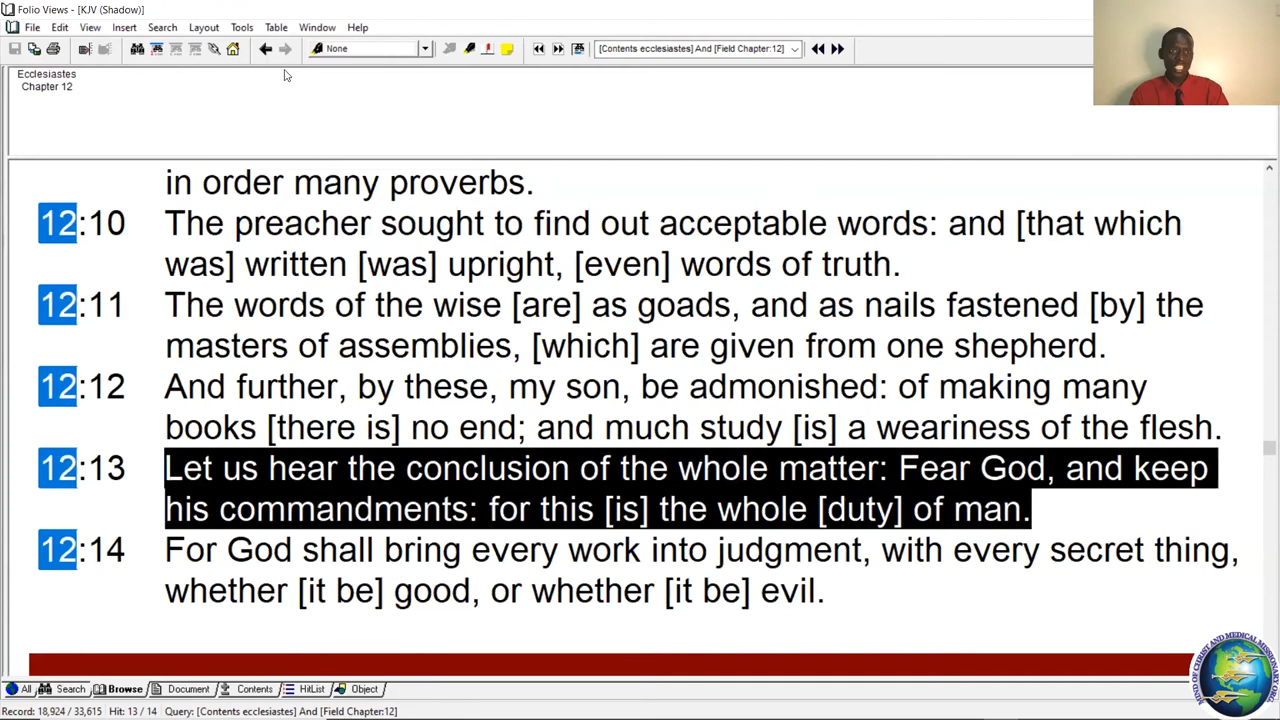 Folio Views - [KJV (Shadow)]
File Edit View Insert Search Layout Tools Table Window Help
None
[Contents ecclesiastes] And [Field Chapter:12]
Ecclesiastes
Chapter 12
in order many proverbs.
12:10 The preacher sought to find out acceptable words: and [that which
was] written [was] upright, [even] words of truth.
12:11 The words of the wise [are] as goads, and as nails fastened [by] the
masters of assemblies, [which] are given from one shepherd.
12:12 And further, by these, my son, be admonished: of making many
books [there is] no end; and much study [is] a weariness of the flesh.
12:13 Let us hear the conclusion of the whole matter: Fear God, and keep
his commandments: for this [is] the whole [duty] of man.
12:14 For God shall bring every work into judgment, with every secret thing,
whether [it be] good, or whether [it be] evil.
MIND OF CHRIST AND MEDICAL MISSIONARY.ORG
All Search Browse Document Contents HitList Object
Record: 18,924 / 33,615 Hit: 13 / 14 Query: [Contents ecclesiastes] And [Field Chapter:12]